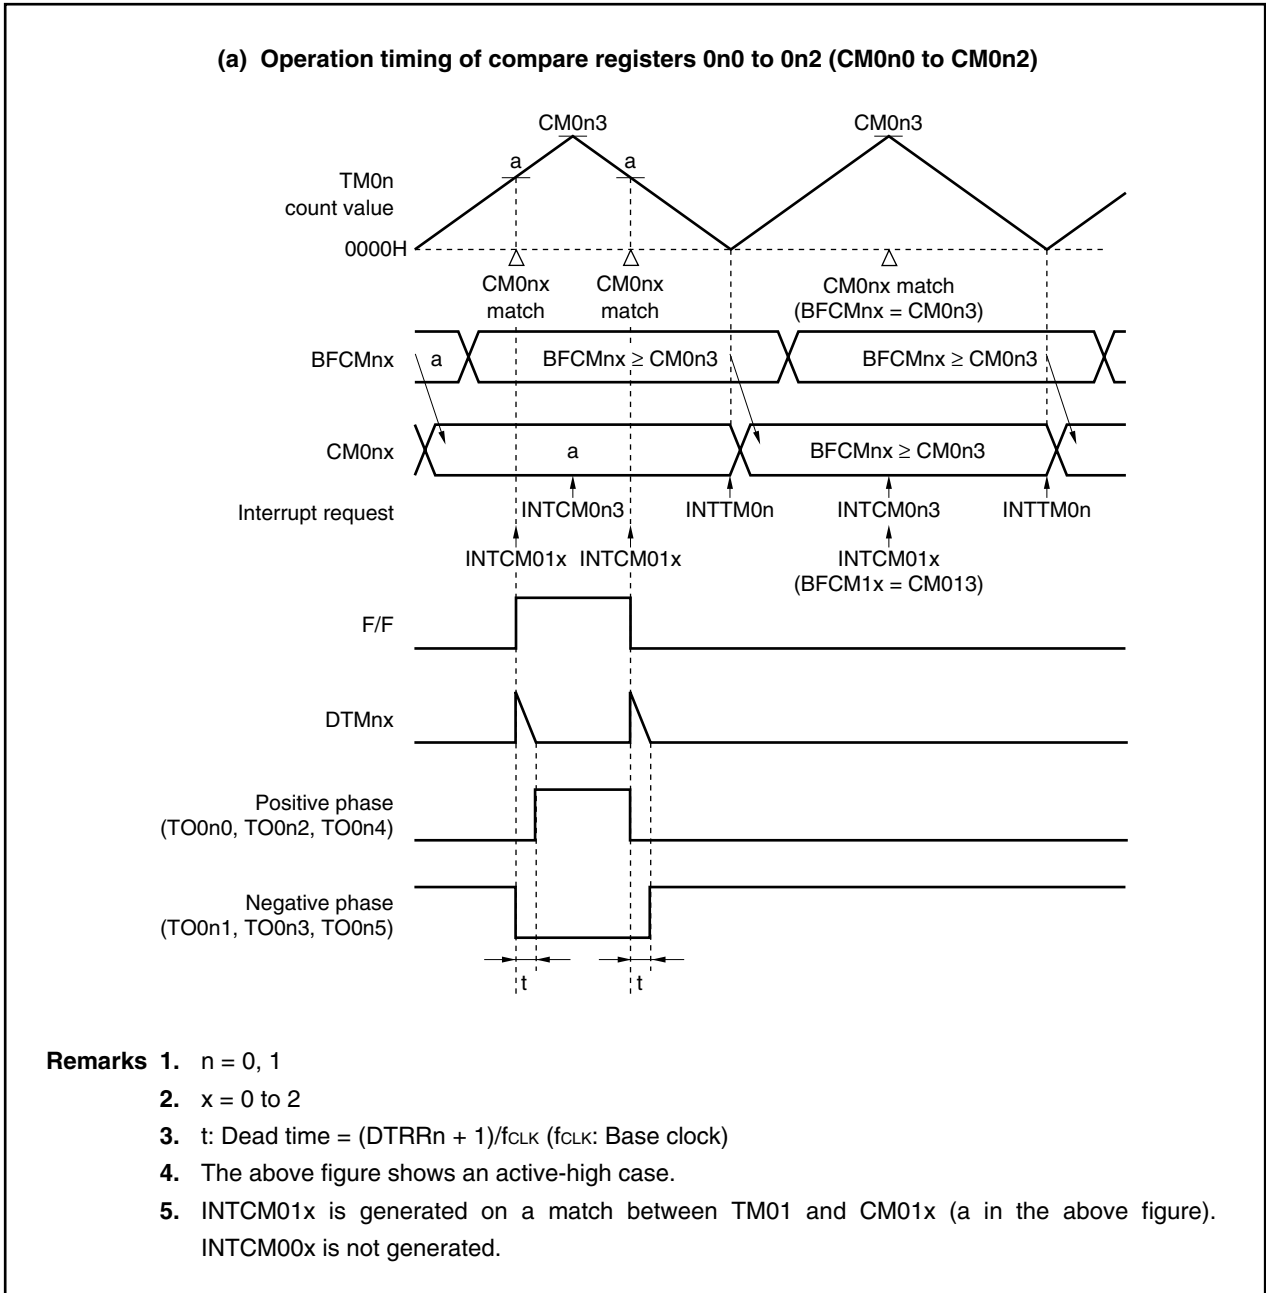 (a) Operation timing of compare registers 0n0 to 0n2 (CM0n0 to CM0n2)
CM0n3 CM0n3
a a
TM0n
count value
0000H
CM0nx CM0nx CM0nx match
match match (BFCMnx = CM0n3)
BFCMnx a BFCMnx ≥ CM0n3 BFCMnx ≥ CM0n3
CM0nx a BFCMnx ≥ CM0n3
Interrupt request INTCM0n3 INTTM0n INTCM0n3 INTTM0n
INTCM01x INTCM01x INTCM01x
(BFCM1x = CM013)
F/F
DTMnx
Positive phase
(TO0n0, TO0n2, TO0n4)
Negative phase
(TO0n1, TO0n3, TO0n5)
t t
Remarks 1. n = 0, 1
2. x = 0 to 2
3. t: Dead time = (DTRRn + 1)/fCLK (fCLK: Base clock)
4. The above figure shows an active-high case.
5. INTCM01x is generated on a match between TM01 and CM01x (a in the above figure).
INTCM00x is not generated.